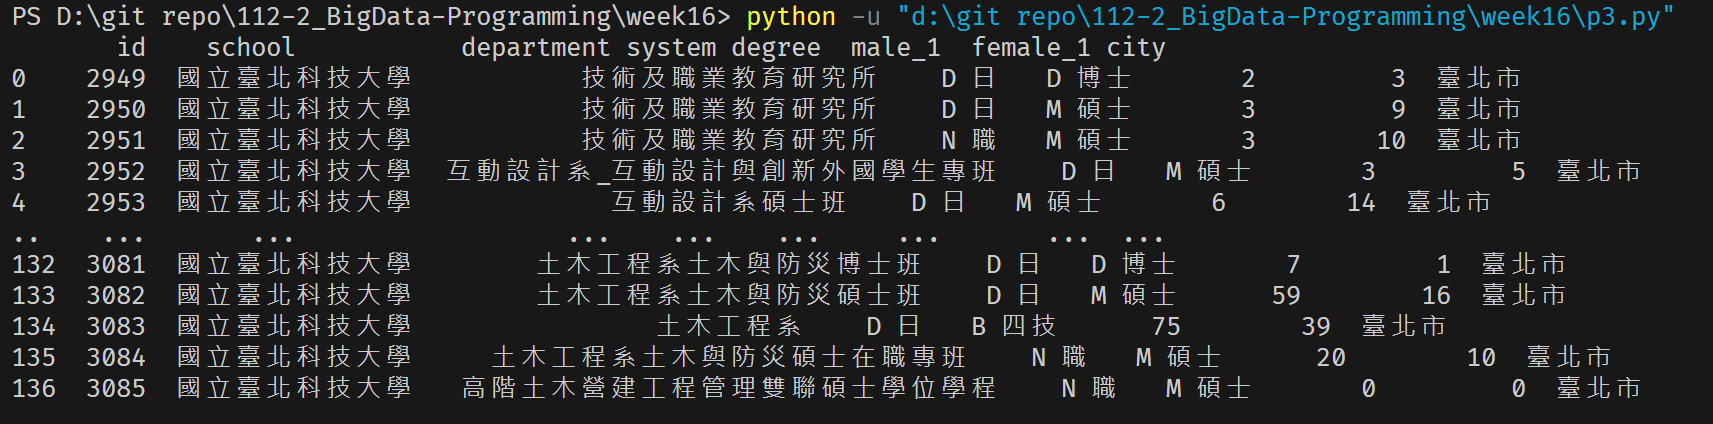 PS D:\git repo\112-2_BigData-Programming\week16> python -u "d:\git repo\112-2_BigData-Programming\week16\p3.py"
id school department system degree male_1 female_1 city
0 2949 國立臺北科技大學 技術及職業教育研究所 D 日 D 博士 2 3 臺北市
1 2950 國立臺北科技大學 技術及職業教育研究所 D 日 M 碩士 3 9 臺北市
2 2951 國立臺北科技大學 技術及職業教育研究所 N 職 M 碩士 3 10 臺北市
3 2952 國立臺北科技大學 互動設計系_互動設計與創新外國學生專班 D 日 M 碩士 3 5 臺北市
4 2953 國立臺北科技大學 互動設計系碩士班 D 日 M 碩士 6 14 臺北市
.. ... ... ... ... ... ... ... ...
132 3081 國立臺北科技大學 土木工程系土木與防災博士班 D 日 D 博士 7 1 臺北市
133 3082 國立臺北科技大學 土木工程系土木與防災碩士班 D 日 M 碩士 59 16 臺北市
134 3083 國立臺北科技大學 土木工程系 D 日 B 四技 75 39 臺北市
135 3084 國立臺北科技大學 土木工程系土木與防災碩士在職專班 N 職 M 碩士 20 10 臺北市
136 3085 國立臺北科技大學 高階土木營建工程管理雙聯碩士學位學程 N 職 M 碩士 0 0 臺北市